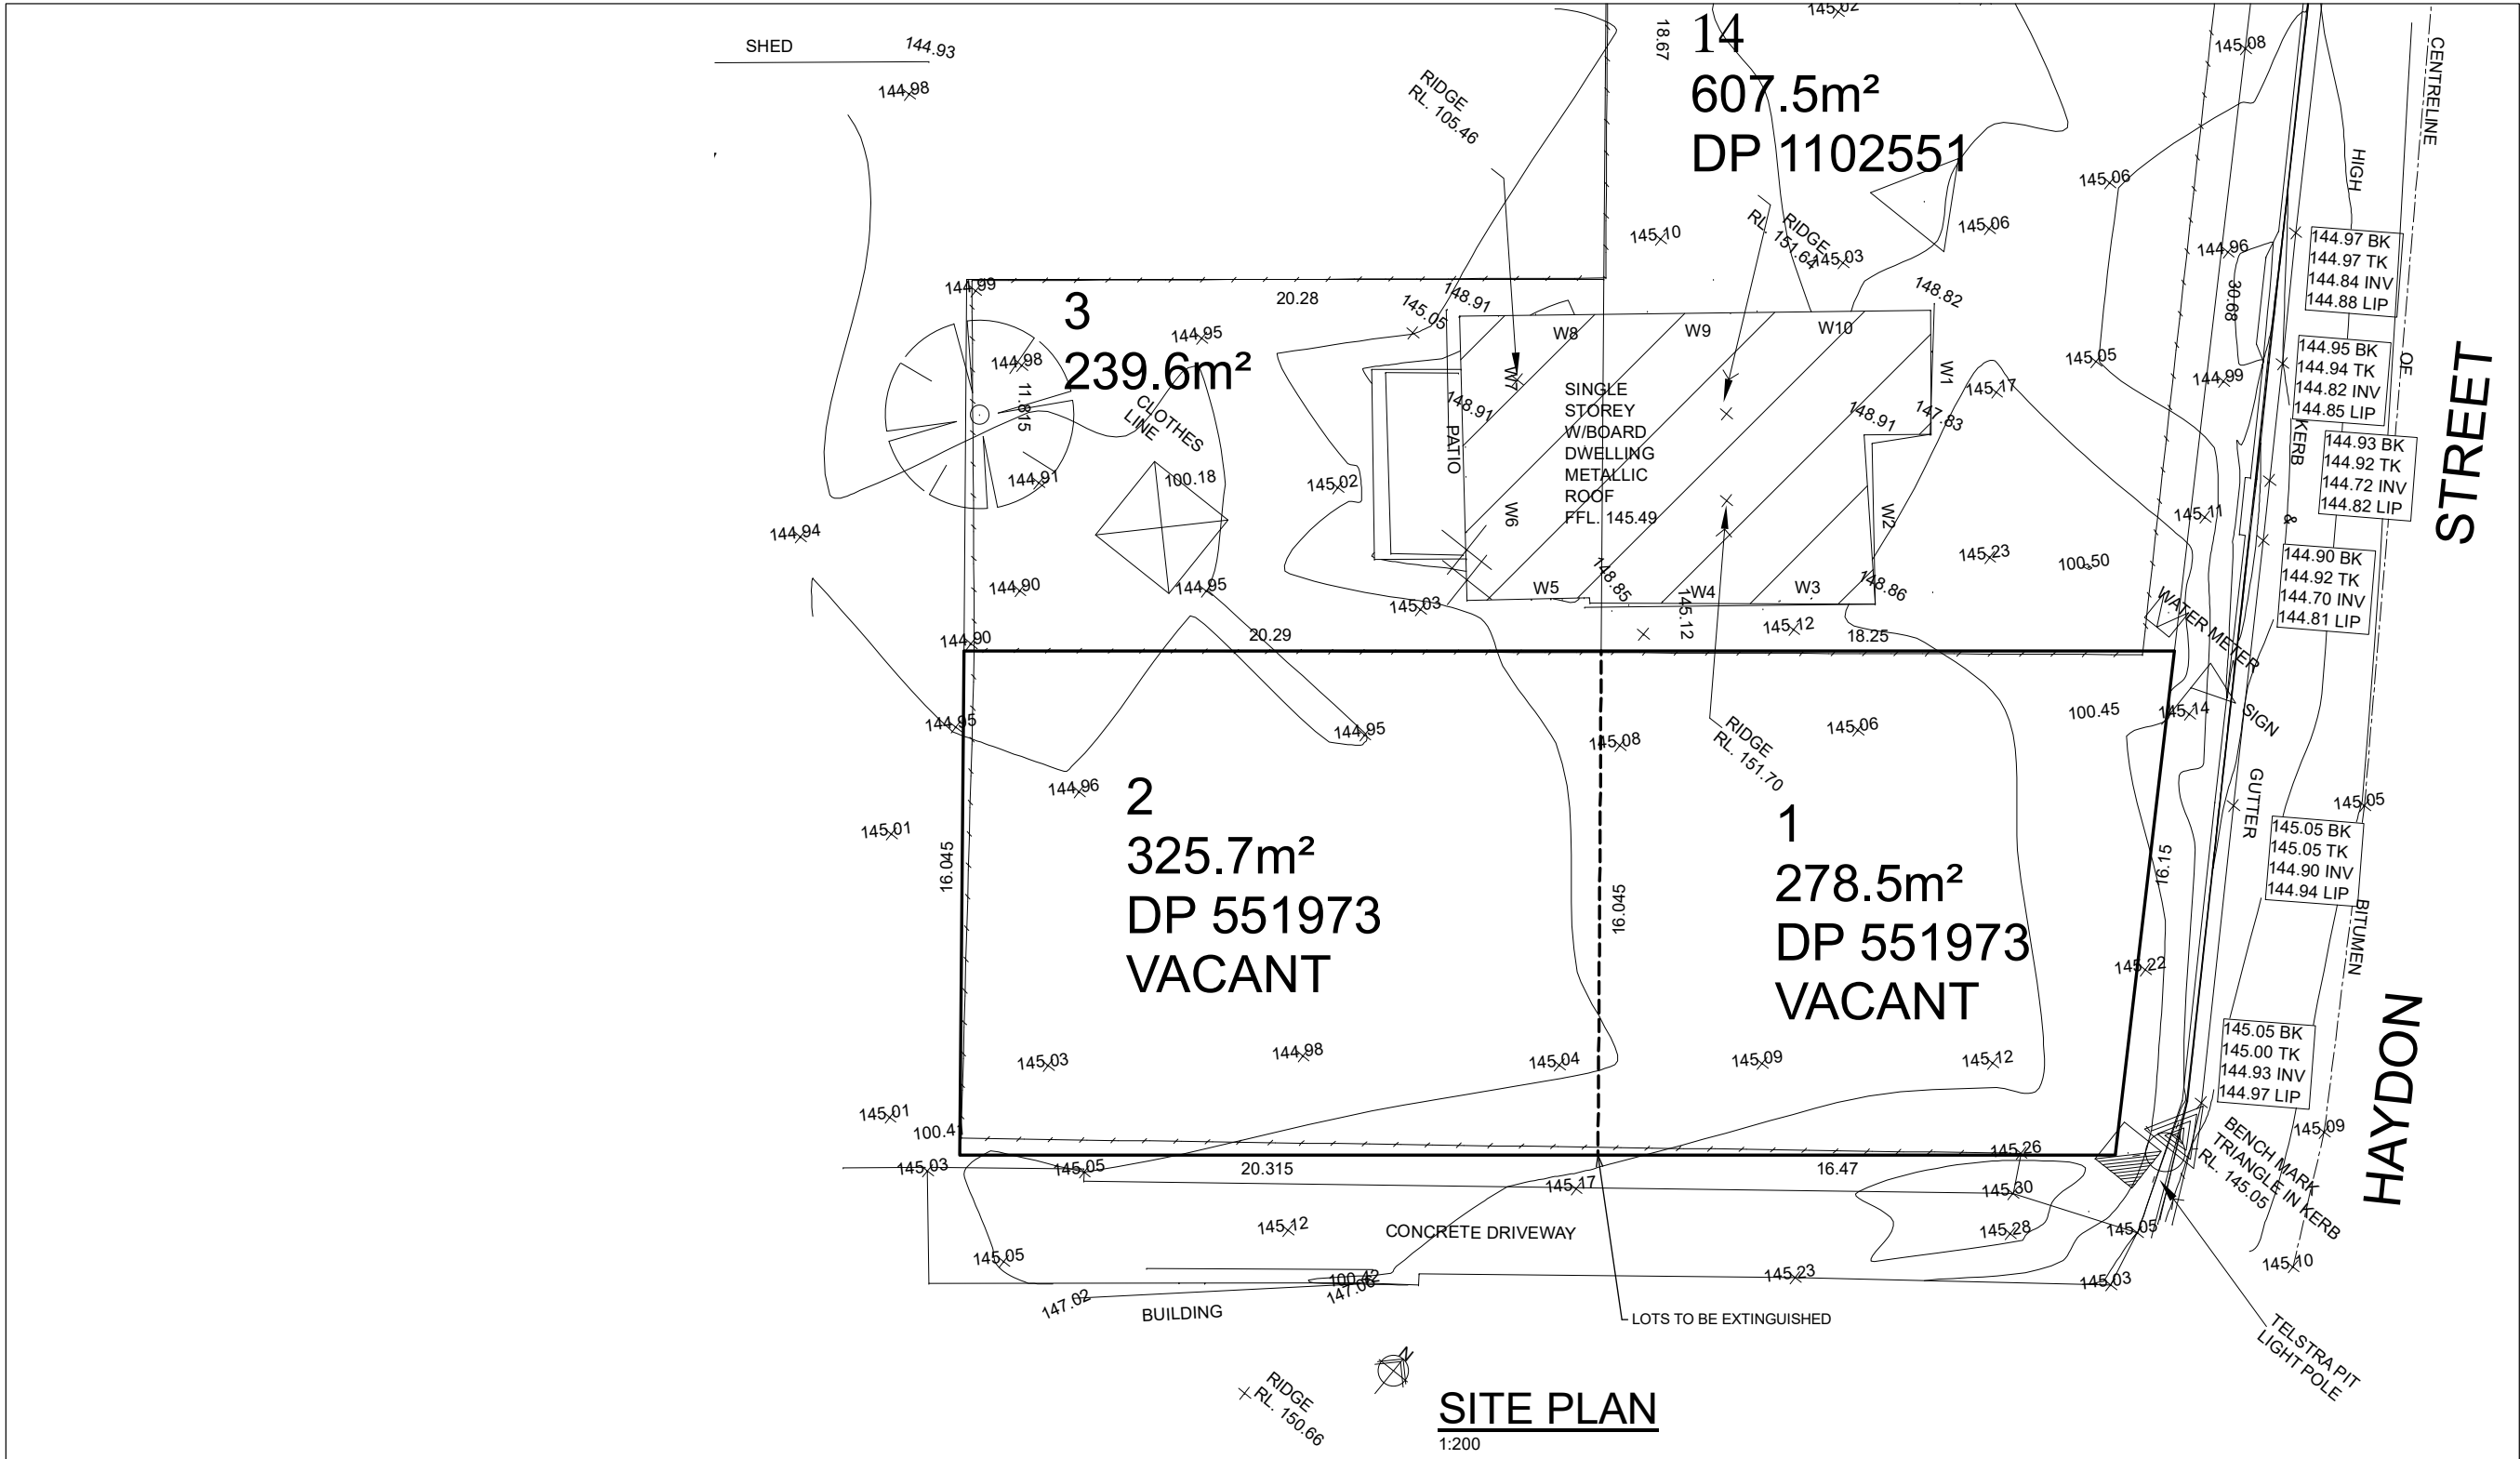 SHED
144.93
144.98
18.67
14
607.5m²
DP 1102551
145.02
145.08
CENTRELINE
OF
BITUMEN
RIDGE
RL. 105.46
HIGH
KERB
&
GUTTER
145.06
145.10
RIDGE
RL. 151.64
145.03
145.06
144.96
30.68
144.97 BK
144.97 TK
144.84 INV
144.88 LIP
144.99
3
239.6m²
20.28
145.05
148.91
148.82
W8
W9
W10
144.95
144.98
11.815
CLOTHES
LINE
W7
148.91
PATIO
SINGLE
STOREY
W/BOARD
DWELLING
METALLIC
ROOF
FFL. 145.49
W1
148.91
147.83
145.17
145.05
144.99
144.95 BK
144.94 TK
144.82 INV
144.85 LIP
STREET
144.93 BK
144.92 TK
144.72 INV
144.82 LIP
144.91
100.18
145.02
W6
W2
145.11
144.94
145.23
100.50
144.90 BK
144.92 TK
144.70 INV
144.81 LIP
144.90
144.95
145.03
W5
148.85
W4
145.12
W3
148.86
WATER METER
144.90
20.29
145.12
18.25
144.95
144.95
145.08
RIDGE
RL. 151.70
145.06
100.45
145.14
SIGN
144.96
2
325.7m²
DP 551973
VACANT
1
278.5m²
DP 551973
VACANT
145.01
16.045
16.045
16.15
145.05
145.05 BK
145.05 TK
144.90 INV
144.94 LIP
145.22
HAYDON
145.03
144.98
145.04
145.09
145.12
145.05 BK
145.00 TK
144.93 INV
144.97 LIP
145.01
100.41
BENCH MARK
TRIANGLE IN KERB
RL. 145.05
145.09
145.03
145.05
20.315
16.47
145.26
145.17
145.30
145.12
CONCRETE DRIVEWAY
145.28
145.05
145.05
100.42
147.06
145.23
145.03
145.10
147.02
BUILDING
LOTS TO BE EXTINGUISHED
TELSTRA PIT
LIGHT POLE
N
RIDGE
RL. 150.66
SITE PLAN
1:200